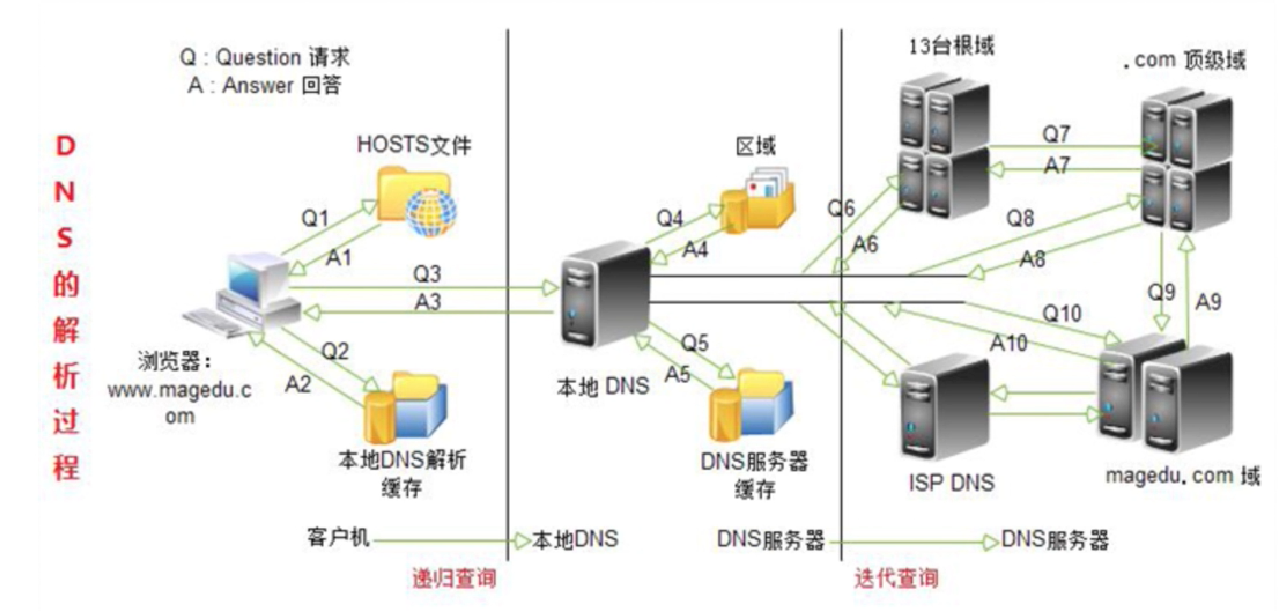 Q : Question 请求
A : Answer 回答
DNS的解析过程
HOSTS文件
Q1
A1
Q3
A3
Q2
A2
浏览器：
www.magedu.c
om
本地DNS解析
缓存
区域
Q4
A4
本地 DNS
Q5
A5
DNS服务器
缓存
13台根域
.com 顶级域
Q7
A7
Q6
A6
Q8
A8
Q9
A9
Q10
A10
ISP DNS
magedu.com 域
客户机
本地DNS
DNS服务器
DNS服务器
递归查询
迭代查询